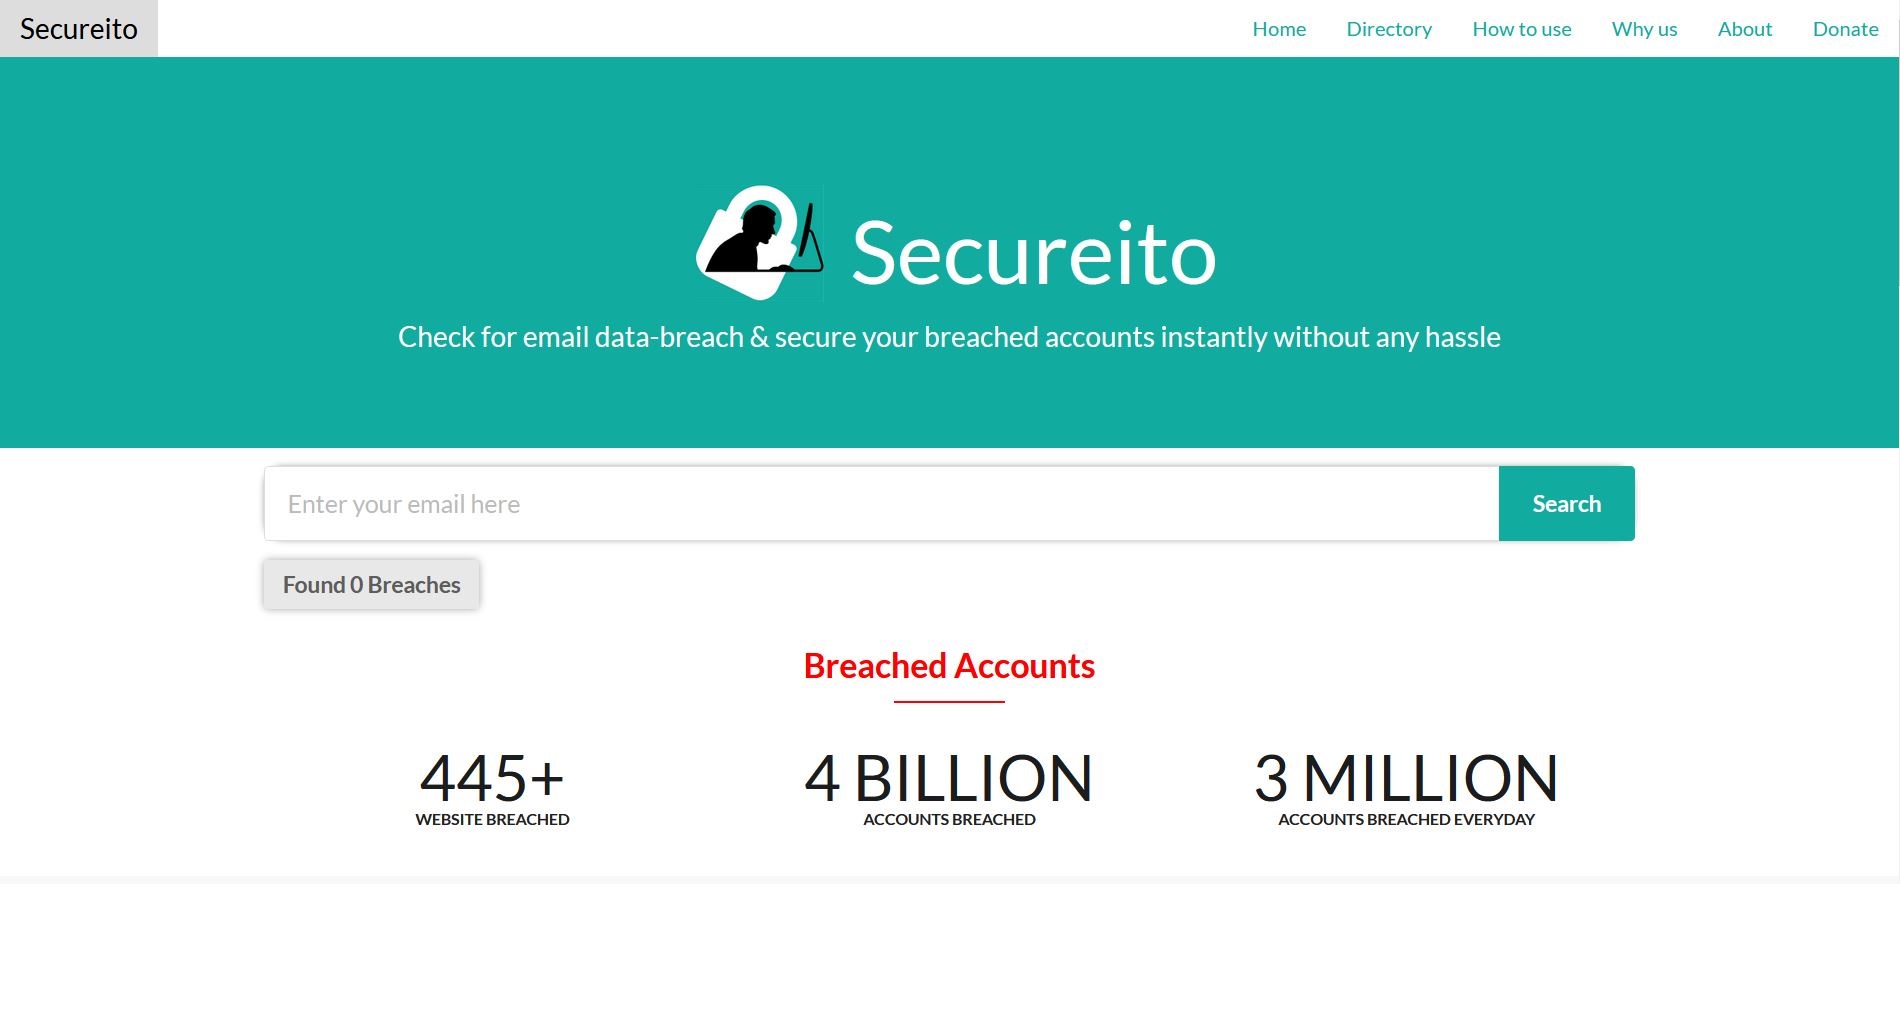 Secureito
Home Directory How to use Why us About Donate
Secureito
Check for email data-breach & secure your breached accounts instantly without any hassle
Enter your email here
Search
Found 0 Breaches
Breached Accounts
445+ 4 BILLION 3 MILLION
WEBSITE BREACHED ACCOUNTS BREACHED ACCOUNTS BREACHED EVERYDAY